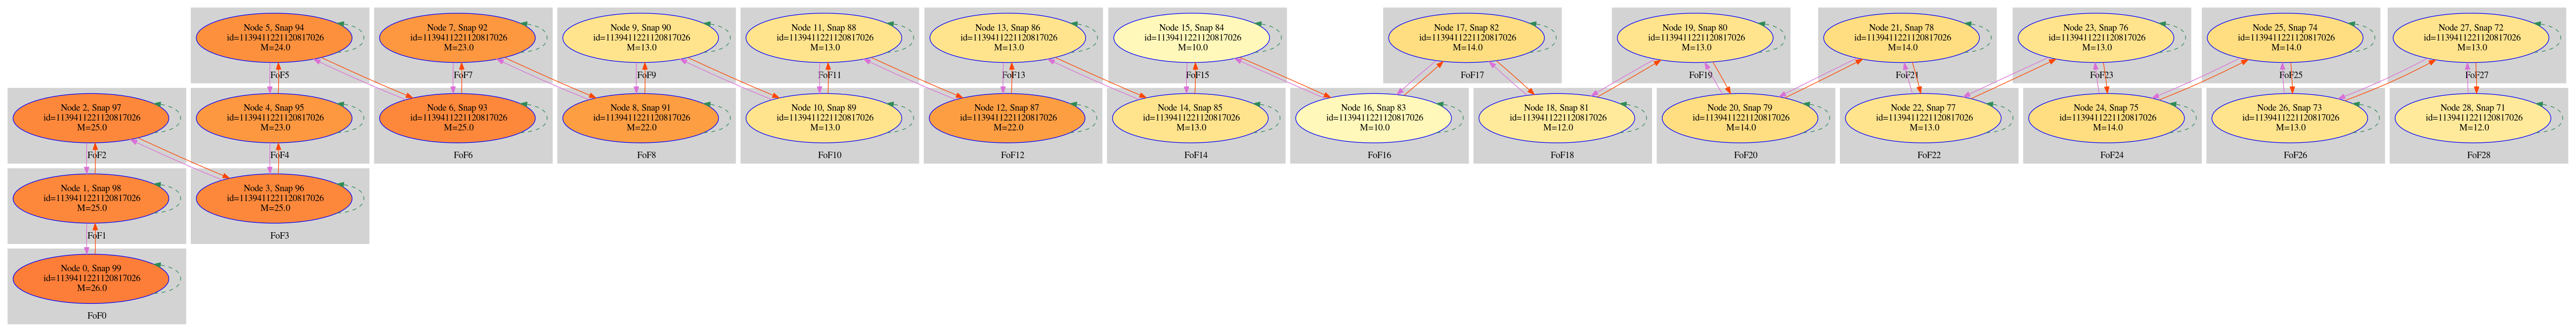 Node 5, Snap 94
id=1139411221120817026
M=24.0
FoF5
Node 7, Snap 92
id=1139411221120817026
M=23.0
FoF7
Node 9, Snap 90
id=1139411221120817026
M=13.0
FoF9
Node 11, Snap 88
id=1139411221120817026
M=13.0
FoF11
Node 13, Snap 86
id=1139411221120817026
M=13.0
FoF13
Node 15, Snap 84
id=1139411221120817026
M=10.0
FoF15
Node 17, Snap 82
id=1139411221120817026
M=14.0
FoF17
Node 19, Snap 80
id=1139411221120817026
M=13.0
FoF19
Node 21, Snap 78
id=1139411221120817026
M=14.0
FoF21
Node 23, Snap 76
id=1139411221120817026
M=13.0
FoF23
Node 25, Snap 74
id=1139411221120817026
M=14.0
FoF25
Node 27, Snap 72
id=1139411221120817026
M=13.0
FoF27
Node 2, Snap 97
id=1139411221120817026
M=25.0
FoF2
Node 4, Snap 95
id=1139411221120817026
M=23.0
FoF4
Node 6, Snap 93
id=1139411221120817026
M=25.0
FoF6
Node 8, Snap 91
id=1139411221120817026
M=22.0
FoF8
Node 10, Snap 89
id=1139411221120817026
M=13.0
FoF10
Node 12, Snap 87
id=1139411221120817026
M=22.0
FoF12
Node 14, Snap 85
id=1139411221120817026
M=13.0
FoF14
Node 16, Snap 83
id=1139411221120817026
M=10.0
FoF16
Node 18, Snap 81
id=1139411221120817026
M=12.0
FoF18
Node 20, Snap 79
id=1139411221120817026
M=14.0
FoF20
Node 22, Snap 77
id=1139411221120817026
M=13.0
FoF22
Node 24, Snap 75
id=1139411221120817026
M=14.0
FoF24
Node 26, Snap 73
id=1139411221120817026
M=13.0
FoF26
Node 28, Snap 71
id=1139411221120817026
M=12.0
FoF28
Node 1, Snap 98
id=1139411221120817026
M=25.0
FoF1
Node 3, Snap 96
id=1139411221120817026
M=25.0
FoF3
Node 0, Snap 99
id=1139411221120817026
M=26.0
FoF0